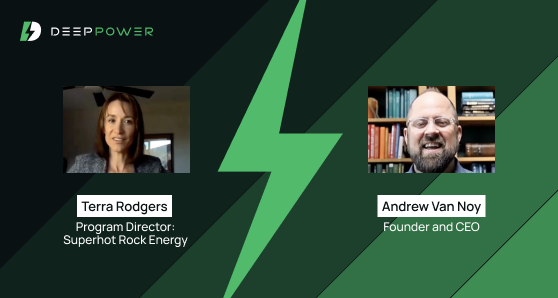 DEEPPOWER
Terra Rodgers
Program Director:
Superhot Rock Energy
Andrew Van Noy
Founder and CEO